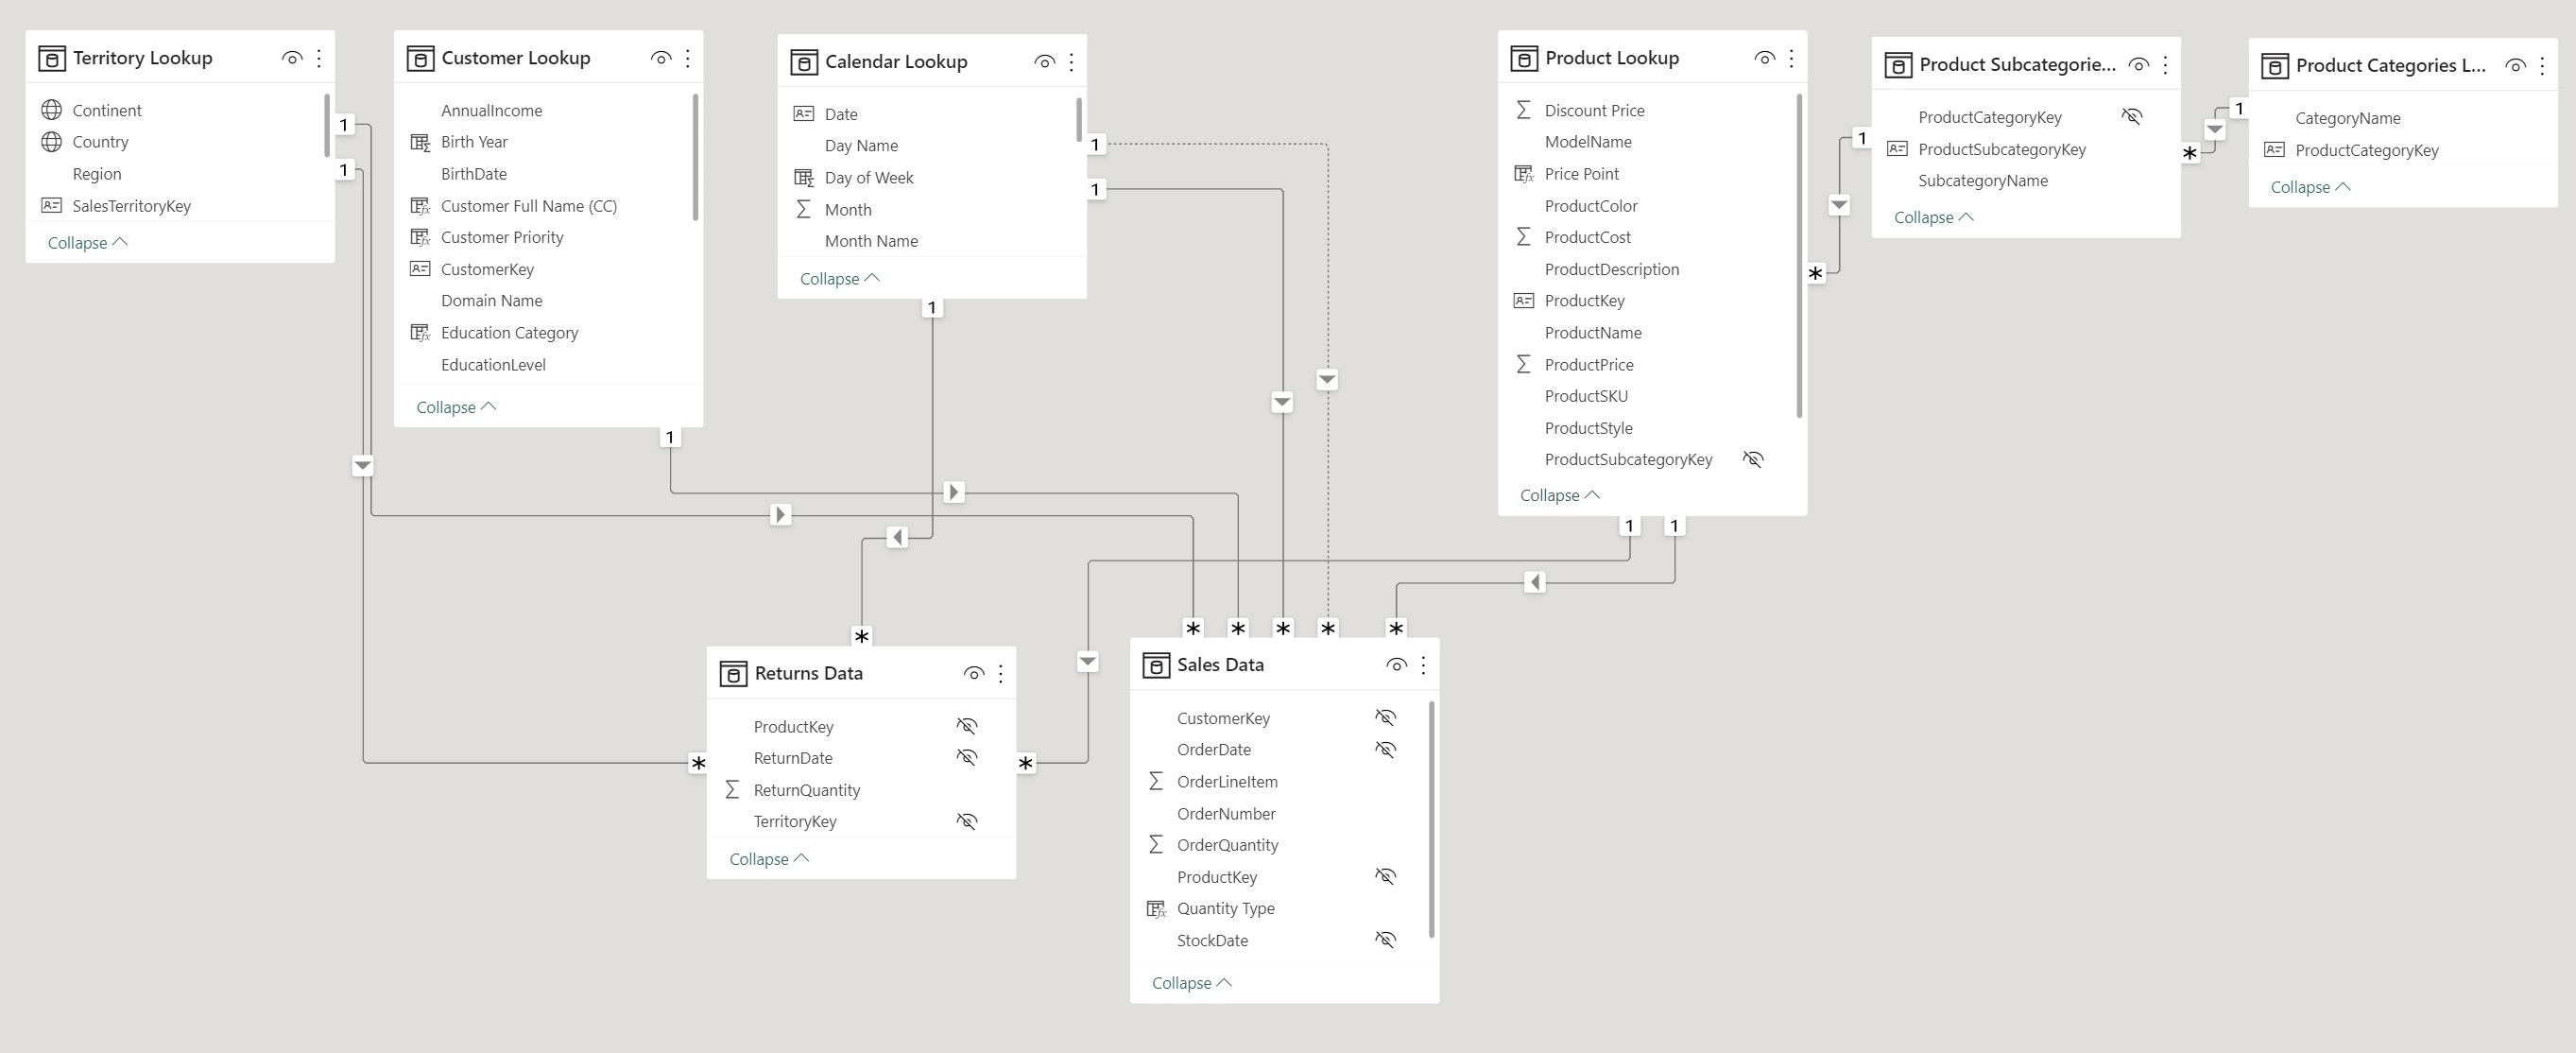 Territory Lookup
Continent
Country
Region
SalesTerritoryKey
Collapse
1
1
Customer Lookup
AnnualIncome
Birth Year
BirthDate
Customer Full Name (CC)
Customer Priority
CustomerKey
Domain Name
Education Category
EducationLevel
Collapse
1
Calendar Lookup
Date
Day Name
Day of Week
Month
Month Name
Collapse
1
1
1
Product Lookup
Discount Price
ModelName
Price Point
ProductColor
ProductCost
ProductDescription
ProductKey
ProductName
ProductPrice
ProductSKU
ProductStyle
ProductSubcategoryKey
Collapse
1 1
*
1
Product Subcategorie...
ProductCategoryKey
ProductSubcategoryKey
SubcategoryName
Collapse
*
1
Product Categories L...
CategoryName
ProductCategoryKey
Collapse
*
*
*
Returns Data
ProductKey
ReturnDate
ReturnQuantity
TerritoryKey
Collapse
* * * * *
Sales Data
CustomerKey
OrderDate
OrderLineItem
OrderNumber
OrderQuantity
ProductKey
Quantity Type
StockDate
Collapse